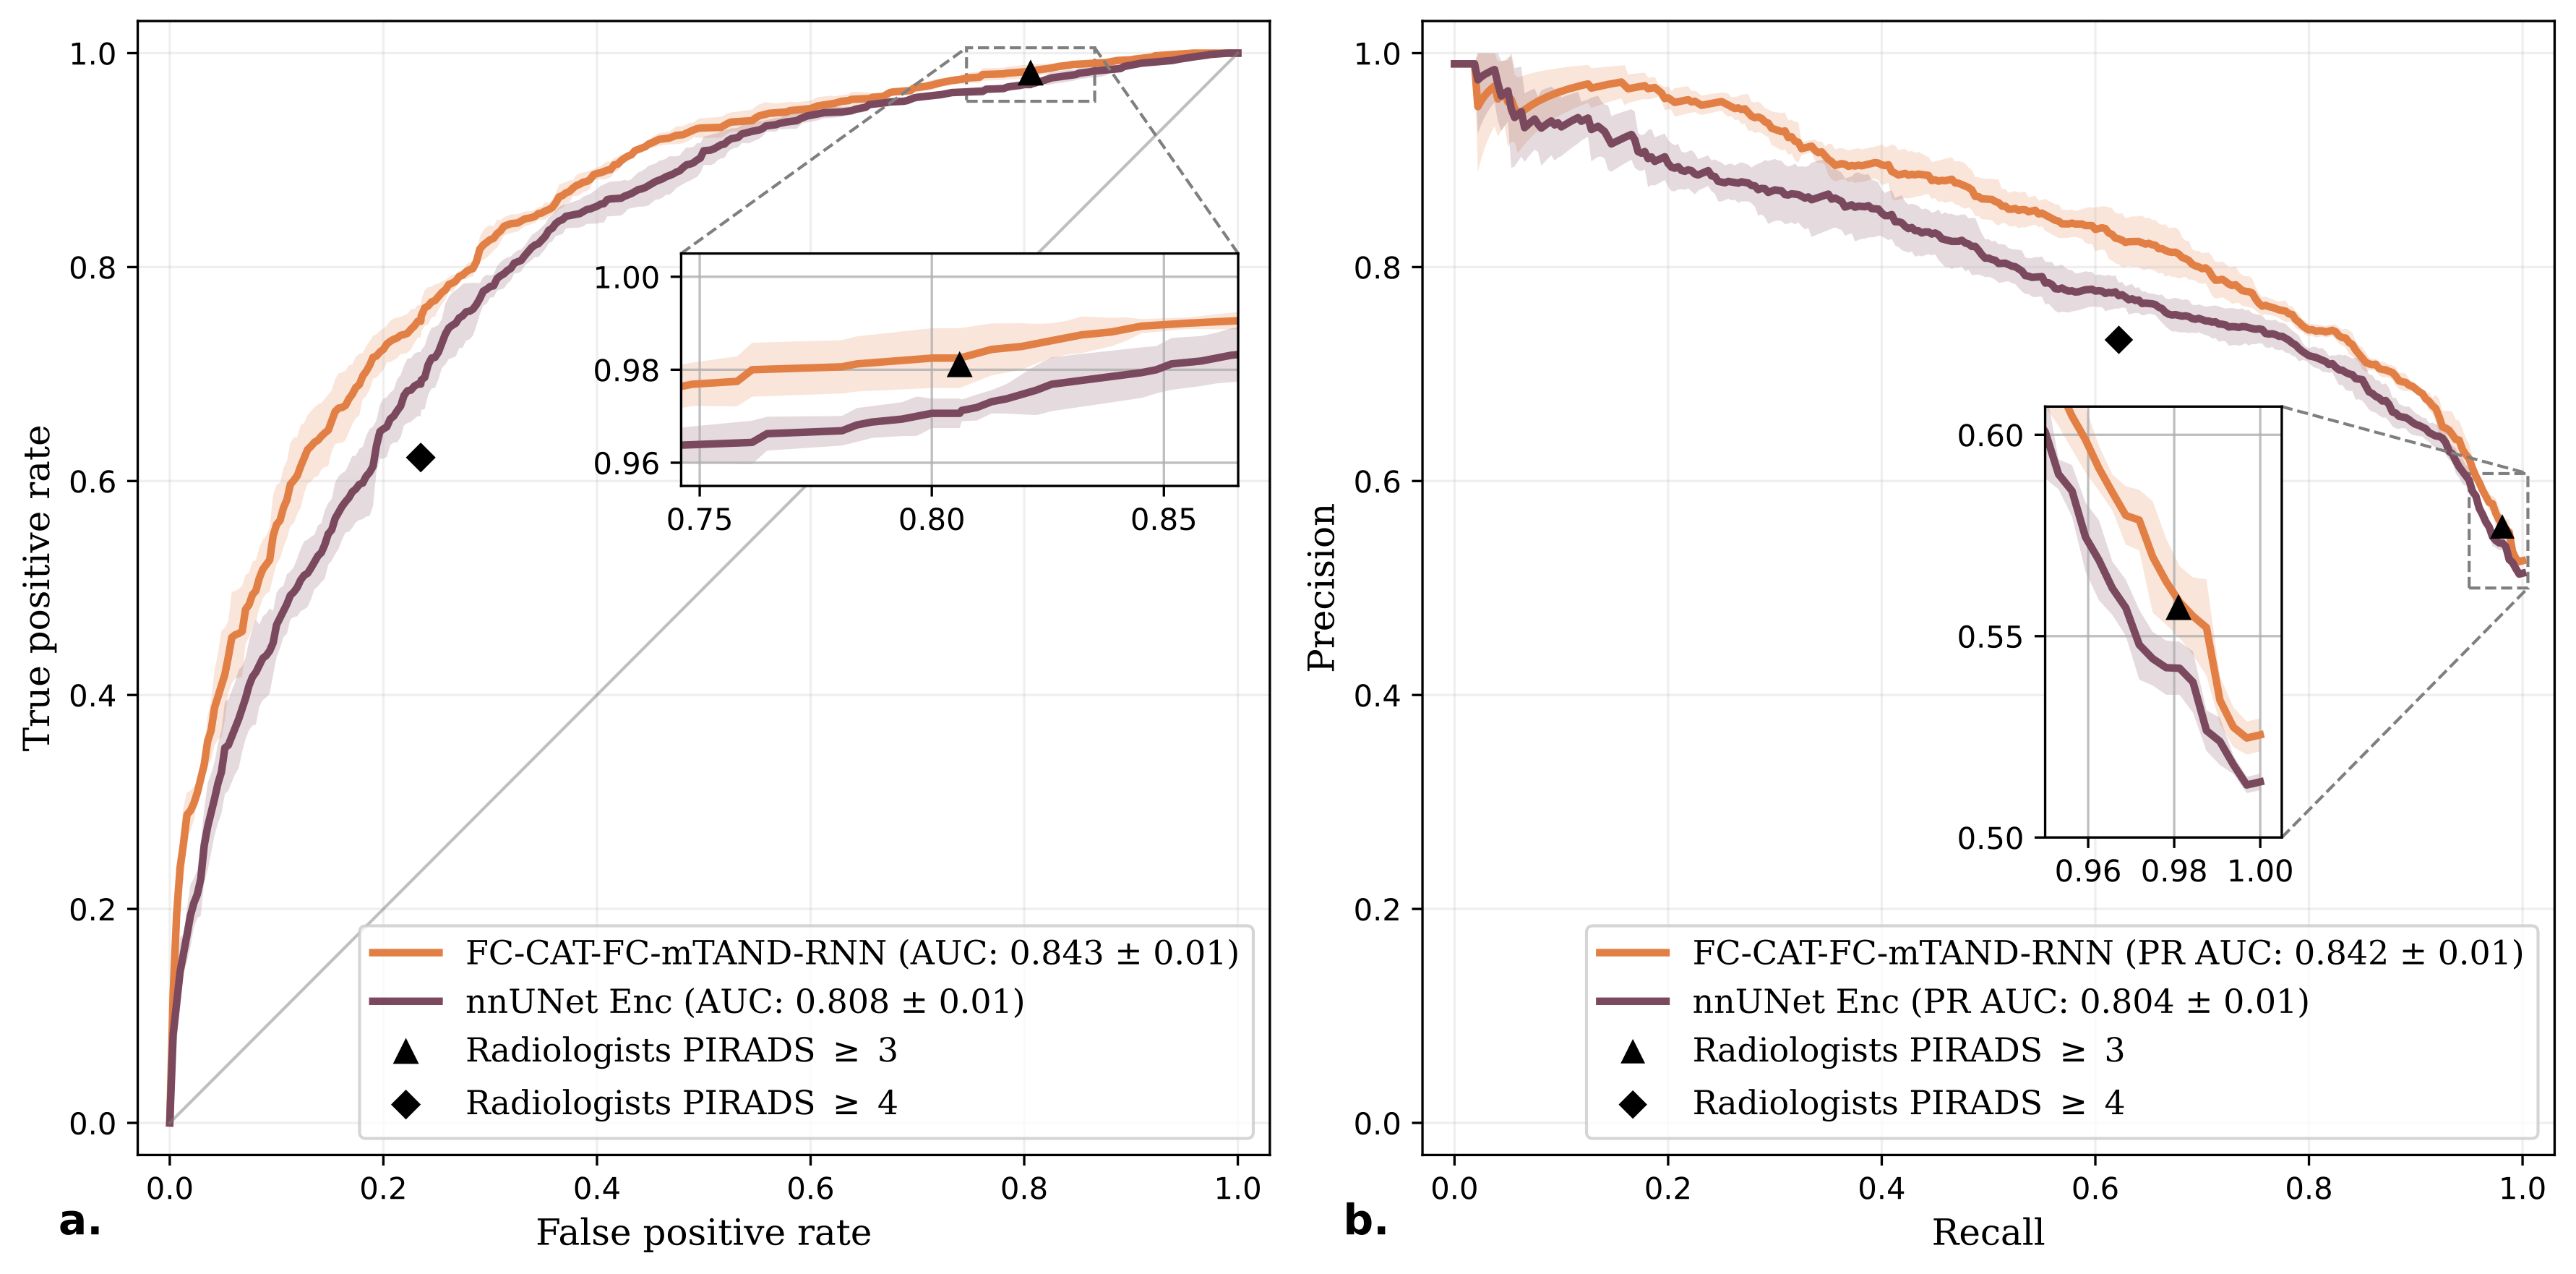 1.0
0.8
0.6
0.4
0.2
0.0
True positive rate
1.00
0.98
0.96
0.75 0.80 0.85
FC-CAT-FC-mTAND-RNN (AUC: 0.843 ± 0.01)
nnUNet Enc (AUC: 0.808 ± 0.01)
Radiologists PIRADS ≥ 3
Radiologists PIRADS ≥ 4
0.0 0.2 0.4 0.6 0.8 1.0
False positive rate
a.
1.0
0.8
0.6
0.4
0.2
0.0
Precision
0.60
0.55
0.50
0.96 0.98 1.00
FC-CAT-FC-mTAND-RNN (PR AUC: 0.842 ± 0.01)
nnUNet Enc (PR AUC: 0.804 ± 0.01)
Radiologists PIRADS ≥ 3
Radiologists PIRADS ≥ 4
0.0 0.2 0.4 0.6 0.8 1.0
Recall
b.